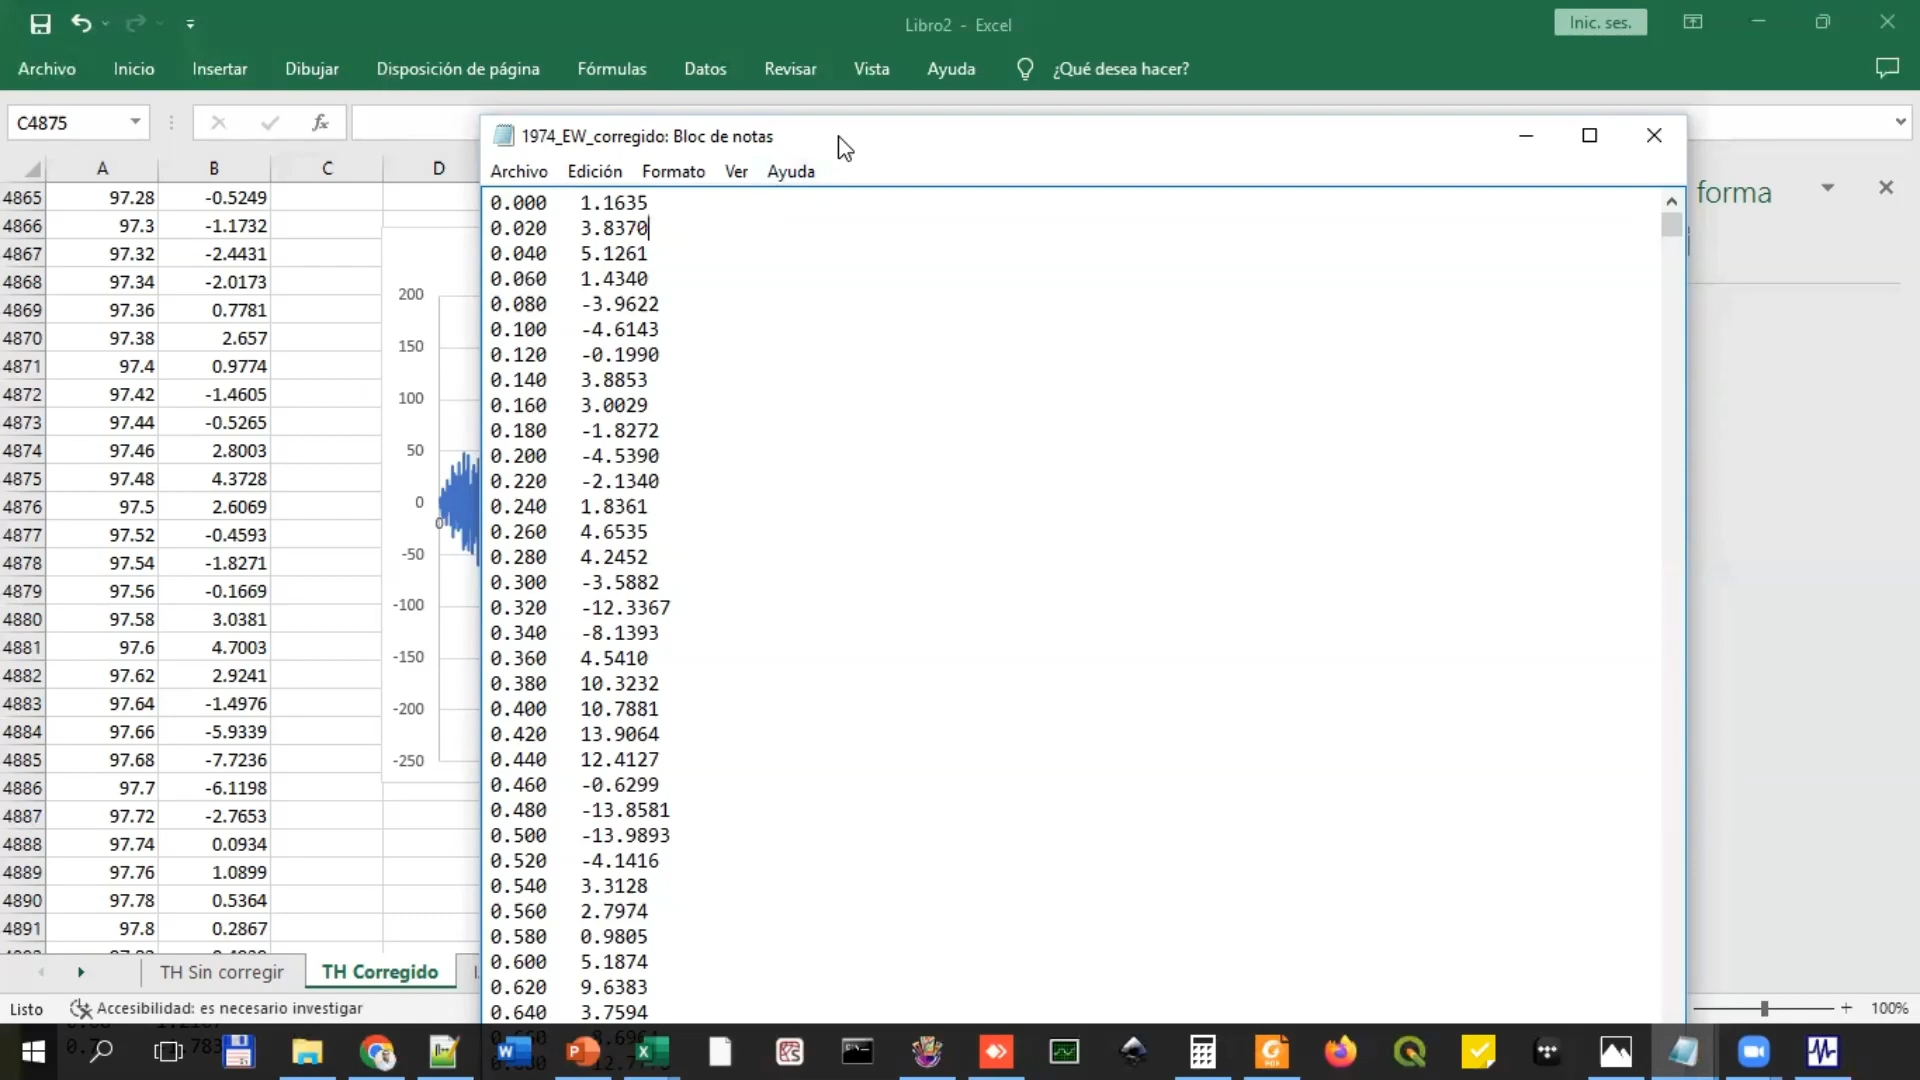 Libro2 - Excel
Inic. ses.
Archivo Inicio Insertar Dibujar Disposición de página Fórmulas Datos Revisar Vista Ayuda ¿Qué desea hacer?
C4875
fx
A B C D
4865 97.28 -0.5249
4866 97.3 -1.1732
4867 97.32 -2.4431
4868 97.34 -2.0173
4869 97.36 0.7781
4870 97.38 2.657
4871 97.4 0.9774
4872 97.42 -1.4605
4873 97.44 -0.5265
4874 97.46 2.8003
4875 97.48 4.3728
4876 97.5 2.6069
4877 97.52 -0.4593
4878 97.54 -1.8271
4879 97.56 -0.1669
4880 97.58 3.0381
4881 97.6 4.7003
4882 97.62 2.9241
4883 97.64 -1.4976
4884 97.66 -5.9339
4885 97.68 -7.7236
4886 97.7 -6.1198
4887 97.72 -2.7653
4888 97.74 0.0934
4889 97.76 1.0899
4890 97.78 0.5364
4891 97.8 0.2867
200
150
100
50
0
0
-50
-100
-150
-200
-250
1974_EW_corregido: Bloc de notas
Archivo Edición Formato Ver Ayuda
0.000 1.1635
0.020 3.8370
0.040 5.1261
0.060 1.4340
0.080 -3.9622
0.100 -4.6143
0.120 -0.1990
0.140 3.8853
0.160 3.0029
0.180 -1.8272
0.200 -4.5390
0.220 -2.1340
0.240 1.8361
0.260 4.6535
0.280 4.2452
0.300 -3.5882
0.320 -12.3367
0.340 -8.1393
0.360 4.5410
0.380 10.3232
0.400 10.7881
0.420 13.9064
0.440 12.4127
0.460 -0.6299
0.480 -13.8581
0.500 -13.9893
0.520 -4.1416
0.540 3.3128
0.560 2.7974
0.580 0.9805
0.600 5.1874
0.620 9.6383
0.640 3.7594
forma
TH Sin corregir TH Corregido
Listo Accesibilidad: es necesario investigar
100%